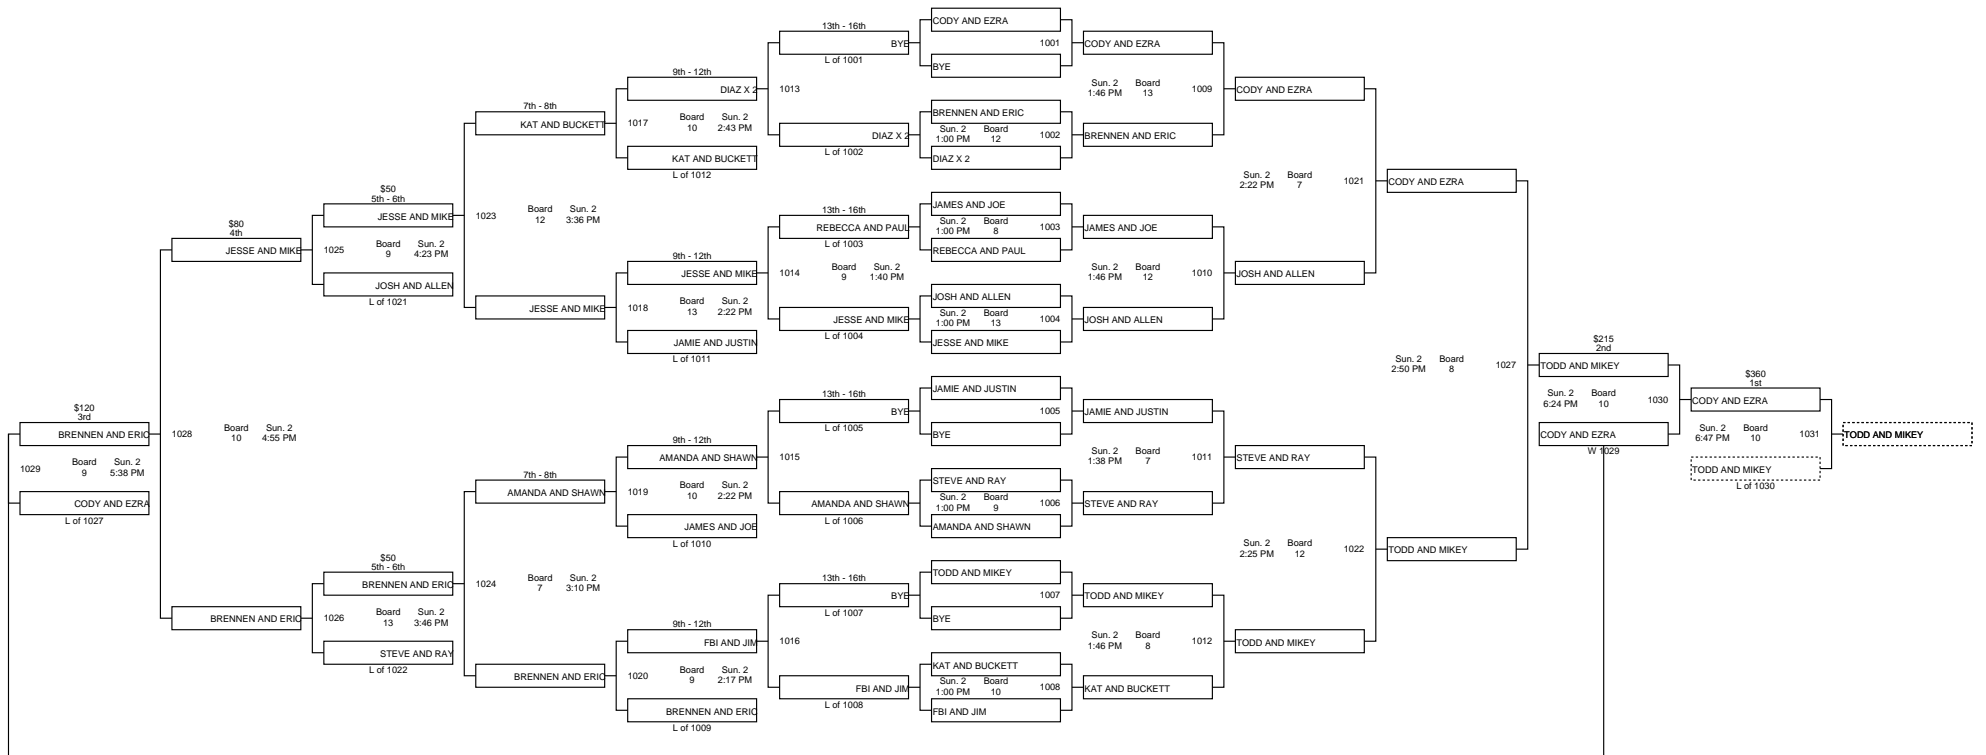 CODY AND EZRA
13th - 16th
BYE
1001
CODY AND EZRA
L of 1001
BYE
9th - 12th
DIAZ X 2
1013
Sun. 2 Board
1:46 PM 13
1009
CODY AND EZRA
7th - 8th
KAT AND BUCKETT
1017
Board Sun. 2
10 2:43 PM
BRENNEN AND ERIC
DIAZ X 2
Sun. 2 Board
1:00 PM 12
1002
BRENNEN AND ERIC
L of 1002
DIAZ X 2
KAT AND BUCKETT
L of 1012
Sun. 2 Board
2:22 PM 7
1021
CODY AND EZRA
$50
5th - 6th
JESSE AND MIKE
1023
Board Sun. 2
12 3:36 PM
13th - 16th
REBECCA AND PAUL
L of 1003
JAMES AND JOE
Sun. 2 Board
1:00 PM 8
1003
JAMES AND JOE
REBECCA AND PAUL
$80
4th
JESSE AND MIKE
1025
Board Sun. 2
9 4:23 PM
9th - 12th
JESSE AND MIKE
1014
Board Sun. 2
9 1:40 PM
Sun. 2 Board
1:46 PM 12
1010
JOSH AND ALLEN
JOSH AND ALLEN
L of 1021
JESSE AND MIKE
1018
Board Sun. 2
13 2:22 PM
JOSH AND ALLEN
JESSE AND MIKE
L of 1004
Sun. 2 Board
1:00 PM 13
1004
JOSH AND ALLEN
JESSE AND MIKE
JAMIE AND JUSTIN
L of 1011
Sun. 2 Board
2:50 PM 8
1027
$215
2nd
TODD AND MIKEY
13th - 16th
BYE
L of 1005
JAMIE AND JUSTIN
1005
JAMIE AND JUSTIN
BYE
Sun. 2 Board
6:24 PM 10
1030
$360
1st
CODY AND EZRA
$120
3rd
BRENNEN AND ERIC
1028
Board Sun. 2
10 4:55 PM
CODY AND EZRA
W 1029
Sun. 2 Board
6:47 PM 10
1031
TODD AND MIKEY
9th - 12th
AMANDA AND SHAWN
1015
Sun. 2 Board
1:38 PM 7
1011
STEVE AND RAY
1029
Board Sun. 2
9 5:38 PM
TODD AND MIKEY
L of 1030
7th - 8th
AMANDA AND SHAWN
1019
Board Sun. 2
10 2:22 PM
STEVE AND RAY
AMANDA AND SHAWN
L of 1006
Sun. 2 Board
1:00 PM 9
1006
STEVE AND RAY
AMANDA AND SHAWN
CODY AND EZRA
L of 1027
JAMES AND JOE
L of 1010
Sun. 2 Board
2:25 PM 12
1022
TODD AND MIKEY
$50
5th - 6th
BRENNEN AND ERIC
1024
Board Sun. 2
7 3:10 PM
13th - 16th
BYE
L of 1007
TODD AND MIKEY
1007
TODD AND MIKEY
BYE
BRENNEN AND ERIC
1026
Board Sun. 2
13 3:46 PM
9th - 12th
FBI AND JIM
1016
Sun. 2 Board
1:46 PM 8
1012
TODD AND MIKEY
STEVE AND RAY
L of 1022
BRENNEN AND ERIC
1020
Board Sun. 2
9 2:17 PM
KAT AND BUCKETT
FBI AND JIM
L of 1008
Sun. 2 Board
1:00 PM 10
1008
KAT AND BUCKETT
FBI AND JIM
BRENNEN AND ERIC
L of 1009